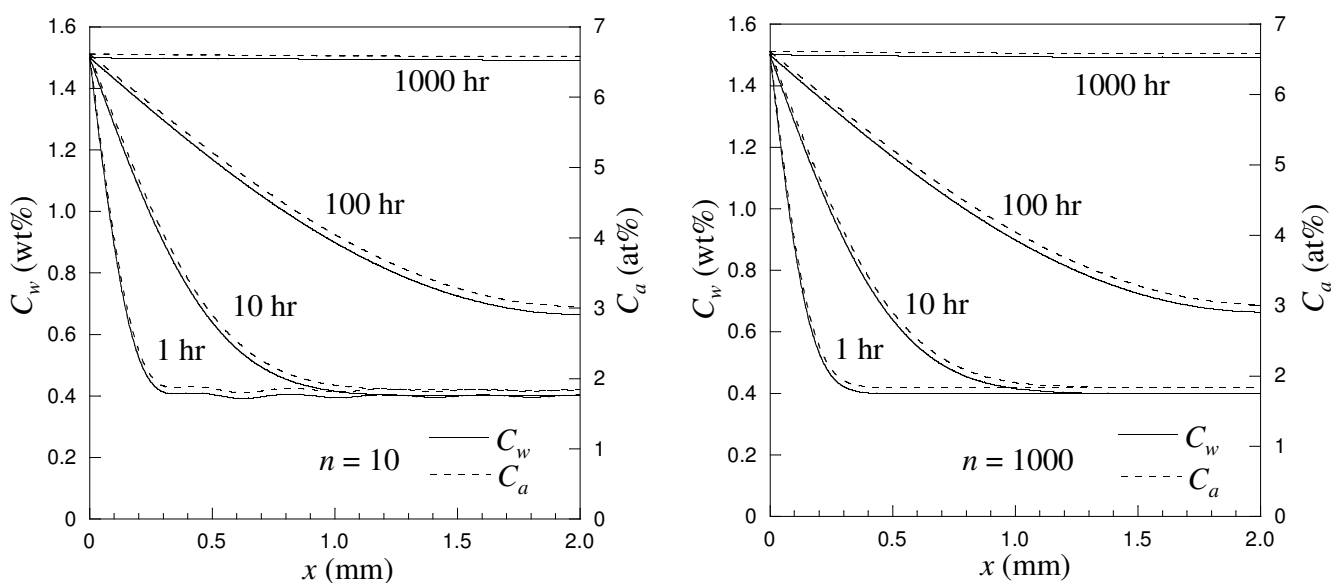 1.6
1.4
1.2
1.0
0.8
0.6
0.4
0.2
0
C_w (wt%)
7
6
5
4
3
2
1
0
C_a (at%)
1000 hr
100 hr
10 hr
1 hr
n = 10
C_w
C_a
0 0.5 1.0 1.5 2.0
x (mm)
1.6
1.4
1.2
1.0
0.8
0.6
0.4
0.2
0
C_w (wt%)
7
6
5
4
3
2
1
0
C_a (at%)
1000 hr
100 hr
10 hr
1 hr
n = 1000
C_w
C_a
0 0.5 1.0 1.5 2.0
x (mm)